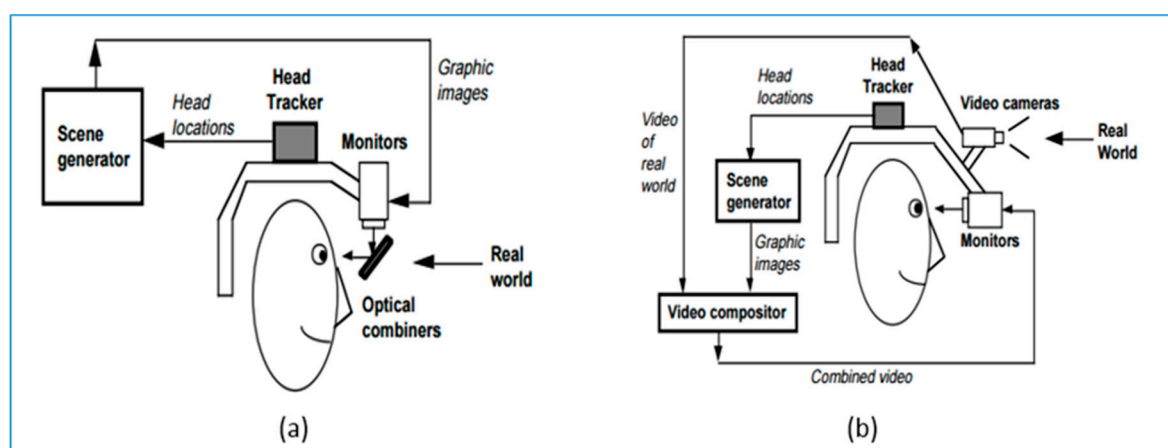 Graphic
images
Head
Tracker
Head
locations
Scene
generator
Monitors
Real
world
Optical
combiners
(a)
Head
Tracker
Head
locations
Video cameras
Video
of
real
world
Real
World
Scene
generator
Graphic
images
Monitors
Video compositor
Combined video
(b)